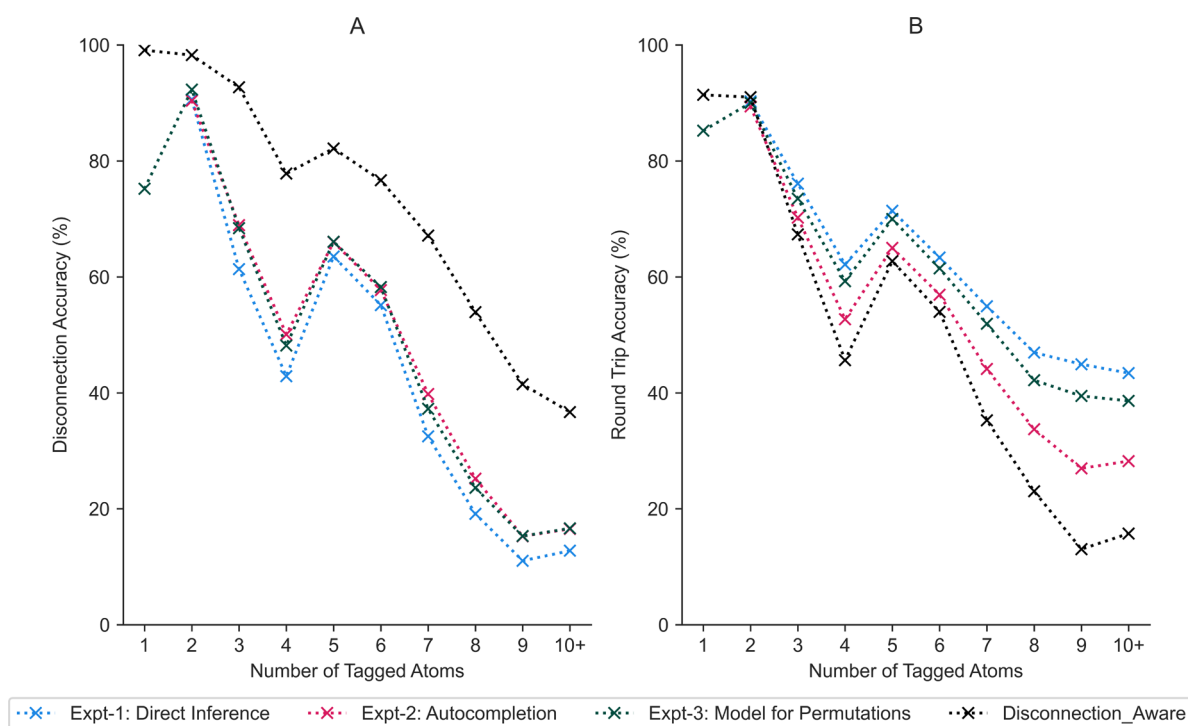 A
B
Disconnection Accuracy (%)
100
80
60
40
20
0
1 2 3 4 5 6 7 8 9 10+
Number of Tagged Atoms
Round Trip Accuracy (%)
100
80
60
40
20
0
1 2 3 4 5 6 7 8 9 10+
Number of Tagged Atoms
Expt-1: Direct Inference Expt-2: Autocompletion Expt-3: Model for Permutations Disconnection_Aware